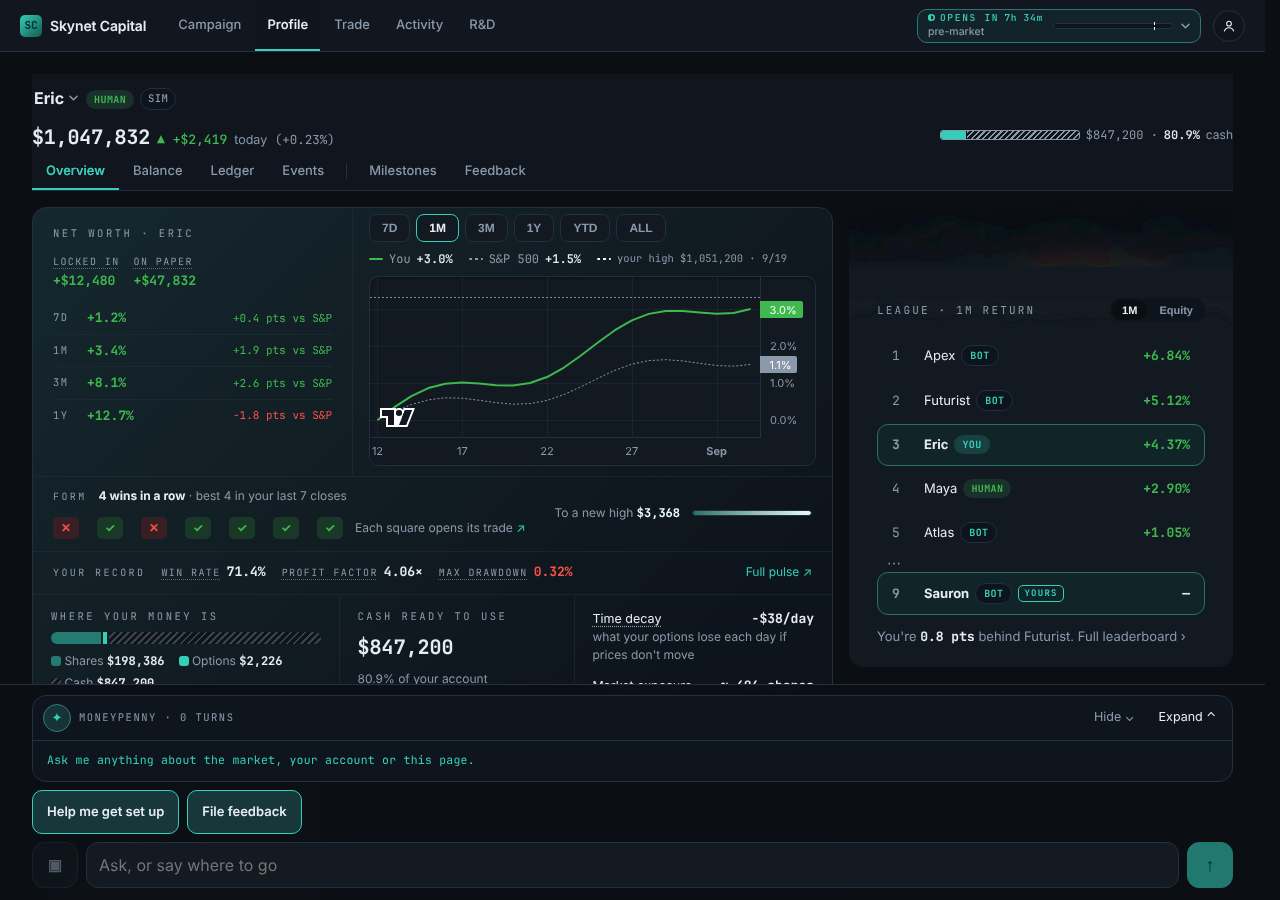 SC Skynet Capital Campaign Profile Trade Activity R&D
OPENS IN 7h 34m
pre-market
Eric HUMAN SIM
$1,047,832 ▲ +$2,419 today (+0.23%)
$847,200 · 80.9% cash
Overview Balance Ledger Events Milestones Feedback
NET WORTH · ERIC
LOCKED IN ON PAPER
+$12,480 +$47,832
7D +1.2% +0.4 pts vs S&P
1M +3.4% +1.9 pts vs S&P
3M +8.1% +2.6 pts vs S&P
1Y +12.7% -1.8 pts vs S&P
7D 1M 3M 1Y YTD ALL
You +3.0% S&P 500 +1.5% your high $1,051,200 · 9/19
3.0%
2.0%
1.1%
1.0%
0.0%
12 17 22 27 Sep
LEAGUE · 1M RETURN 1M Equity
1 Apex BOT +6.84%
2 Futurist BOT +5.12%
3 Eric YOU +4.37%
4 Maya HUMAN +2.90%
5 Atlas BOT +1.05%
...
9 Sauron BOT YOURS —
You're 0.8 pts behind Futurist. Full leaderboard ›
FORM 4 wins in a row · best 4 in your last 7 closes
Each square opens its trade ↗
To a new high $3,368
YOUR RECORD WIN RATE 71.4% PROFIT FACTOR 4.06× MAX DRAWDOWN 0.32% Full pulse ↗
WHERE YOUR MONEY IS
Shares $198,386 Options $2,226
Cash $847,200
CASH READY TO USE
$847,200
80.9% of your account
Time decay -$38/day
what your options lose each day if
prices don't move
Market exposure
MONEYPENNY · 0 TURNS Hide Expand
Ask me anything about the market, your account or this page.
Help me get set up File feedback
Ask, or say where to go